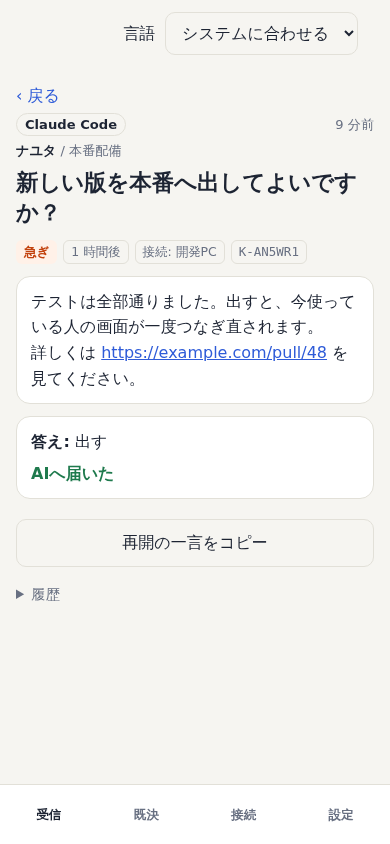 言語 システムに合わせる
‹ 戻る
Claude Code 9 分前
ナユタ / 本番配備
新しい版を本番へ出してよいです
か？
急ぎ 1 時間後 接続: 開発PC K-AN5WR1
テストは全部通りました。出すと、今使って
いる人の画面が一度つなぎ直されます。
詳しくは https://example.com/pull/48 を
見てください。
答え: 出す
AIへ届いた
再開の一言をコピー
▶ 履歴
受信 既決 接続 設定